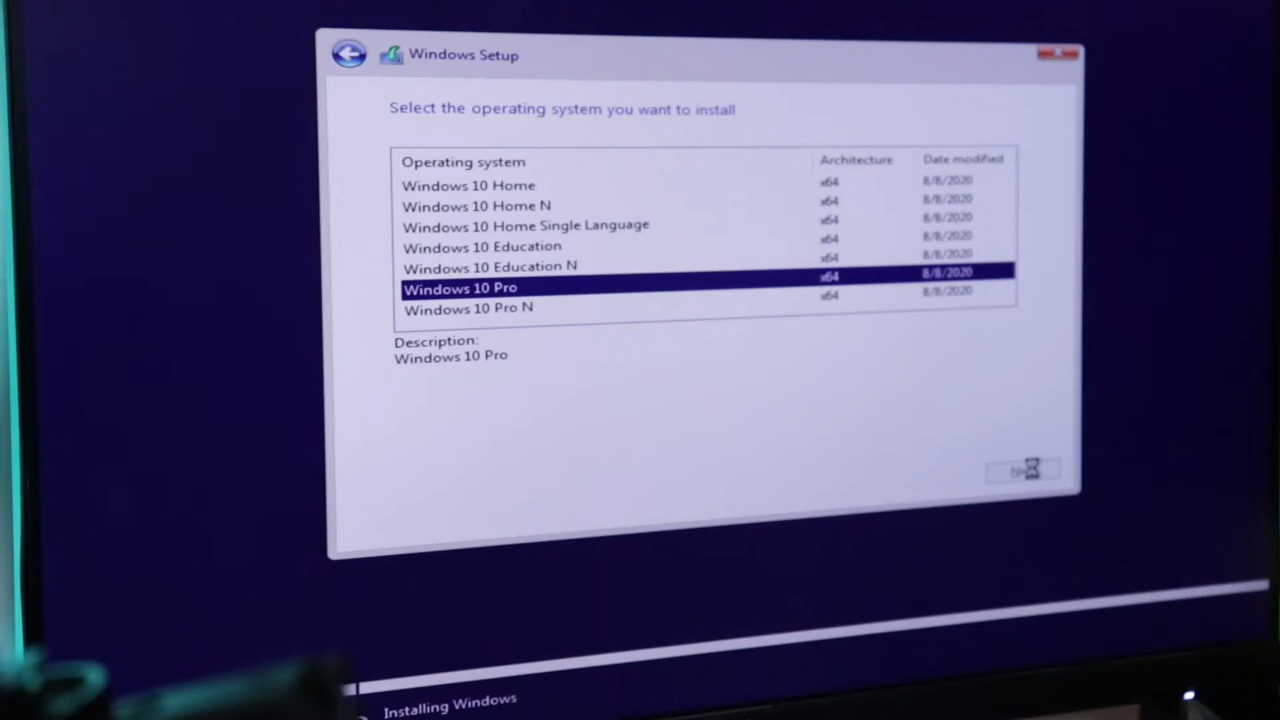 Windows Setup
Select the operating system you want to install
Operating system Architecture Date modified
Windows 10 Home x64 8/8/2020
Windows 10 Home N x64 8/8/2020
Windows 10 Home Single Language x64 8/8/2020
Windows 10 Education x64 8/8/2020
Windows 10 Education N x64 8/8/2020
Windows 10 Pro x64 8/8/2020
Windows 10 Pro N x64 8/8/2020
Description:
Windows 10 Pro
Installing Windows